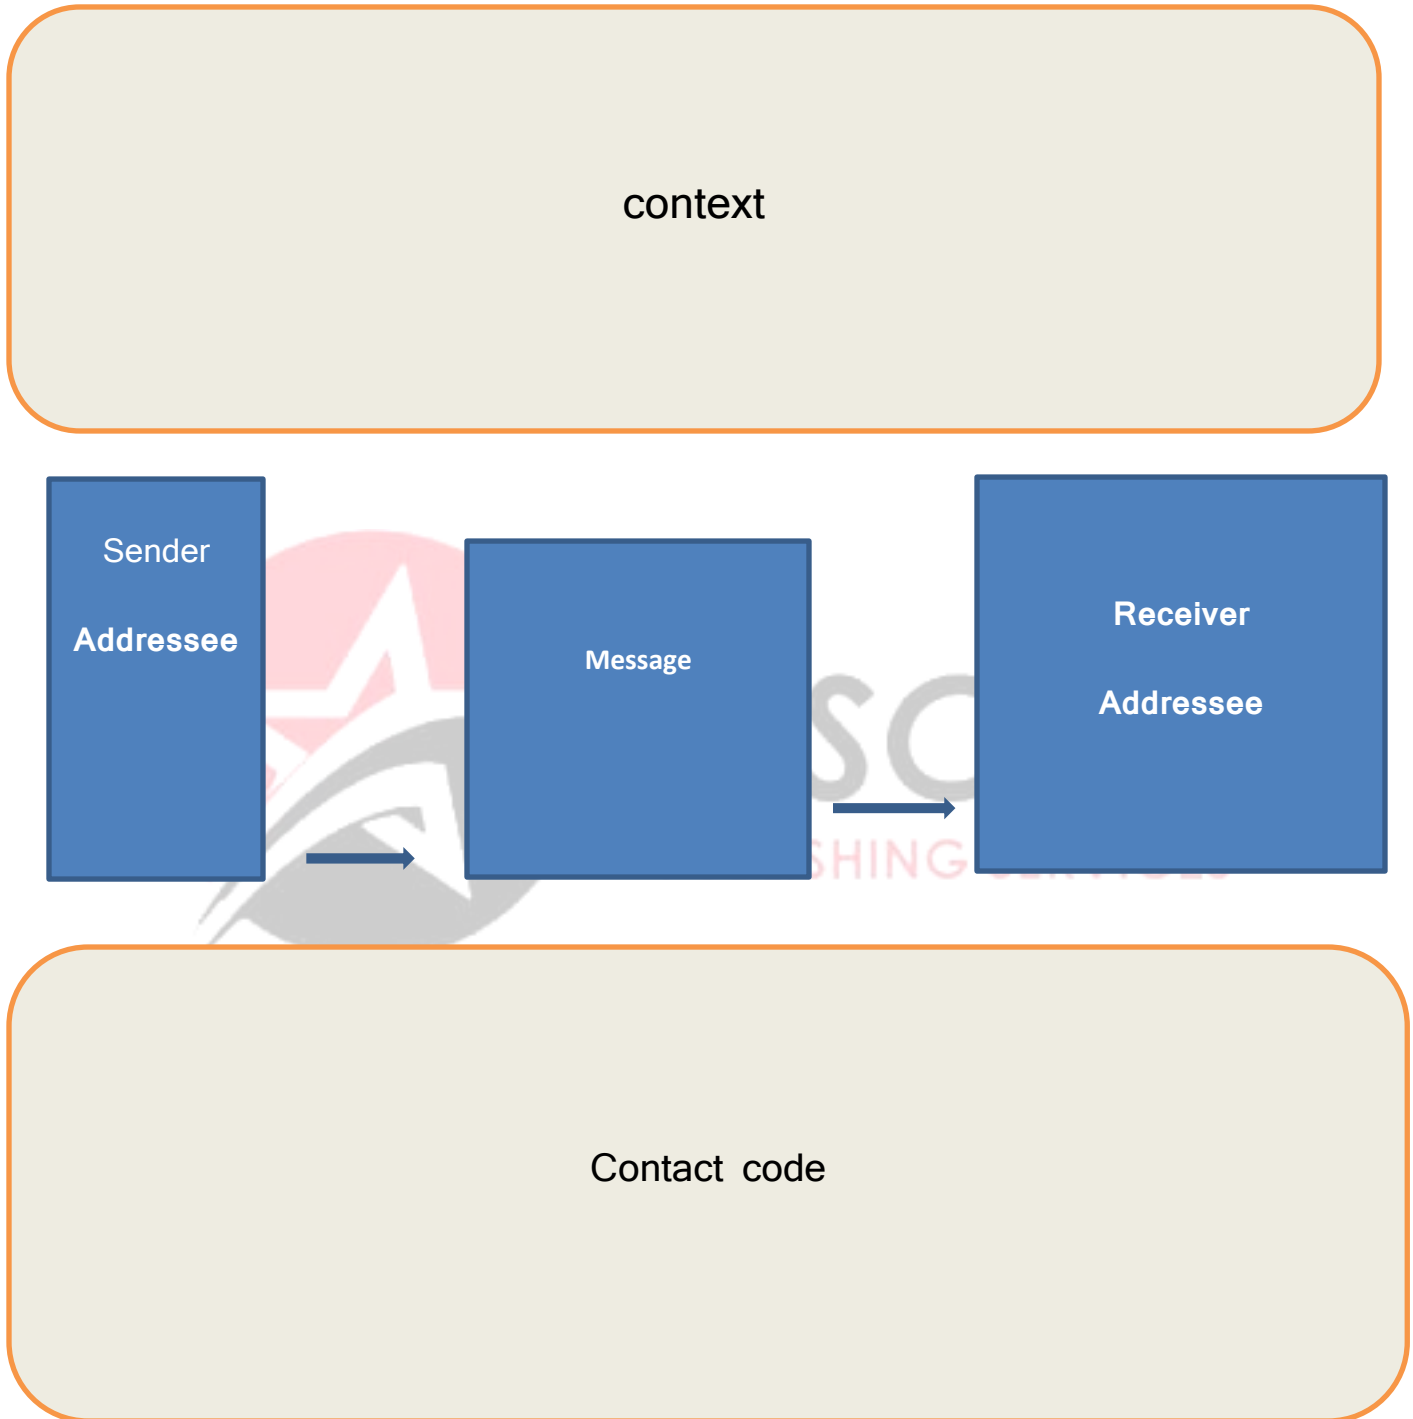 context
Sender
Addressee
Message
Receiver
Addressee
Contact code